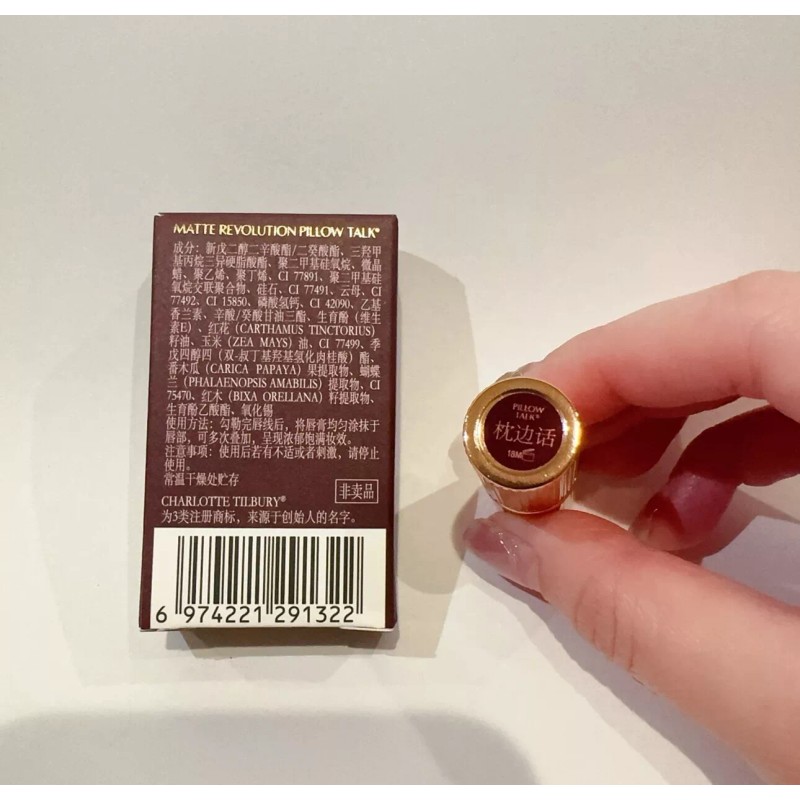 MATTE REVOLUTION PILLOW TALK®
成分：新戊二醇二辛酸酯/二癸酸酯、三羟甲
基丙烷三异硬脂酸酯、聚二甲基硅氧烷、微晶
蜡、聚乙烯、聚丁烯、CI 77891、聚二甲基硅
氧烷交联聚合物、硅石、CI 77491、云母、CI
77492、CI 15850、磷酸氢钙、CI 42090、乙基
香兰素、辛酸/癸酸甘油三酯、生育酚（维生
素E）、红花（CARTHAMUS TINCTORIUS）
籽油、玉米（ZEA MAYS）油、CI 77499、季
戊四醇四（双-叔丁基羟基氢化肉桂酸）酯、
番木瓜（CARICA PAPAYA）果提取物、蝴蝶
兰（PHALAENOPSIS AMABILIS）提取物、CI
75470、红木（BIXA ORELLANA）籽提取物、
生育酚乙酸酯、氧化锡
使用方法：勾勒完唇线后，将唇膏均匀涂抹于
唇部，可多次叠加，呈现浓郁饱满妆效。
注意事项：使用后若有不适或者刺激，请停止
使用。
常温干燥处贮存
非卖品
CHARLOTTE TILBURY®
为3类注册商标，来源于创始人的名字。
6 974221 291322
PILLOW
TALK®
枕边话
18M